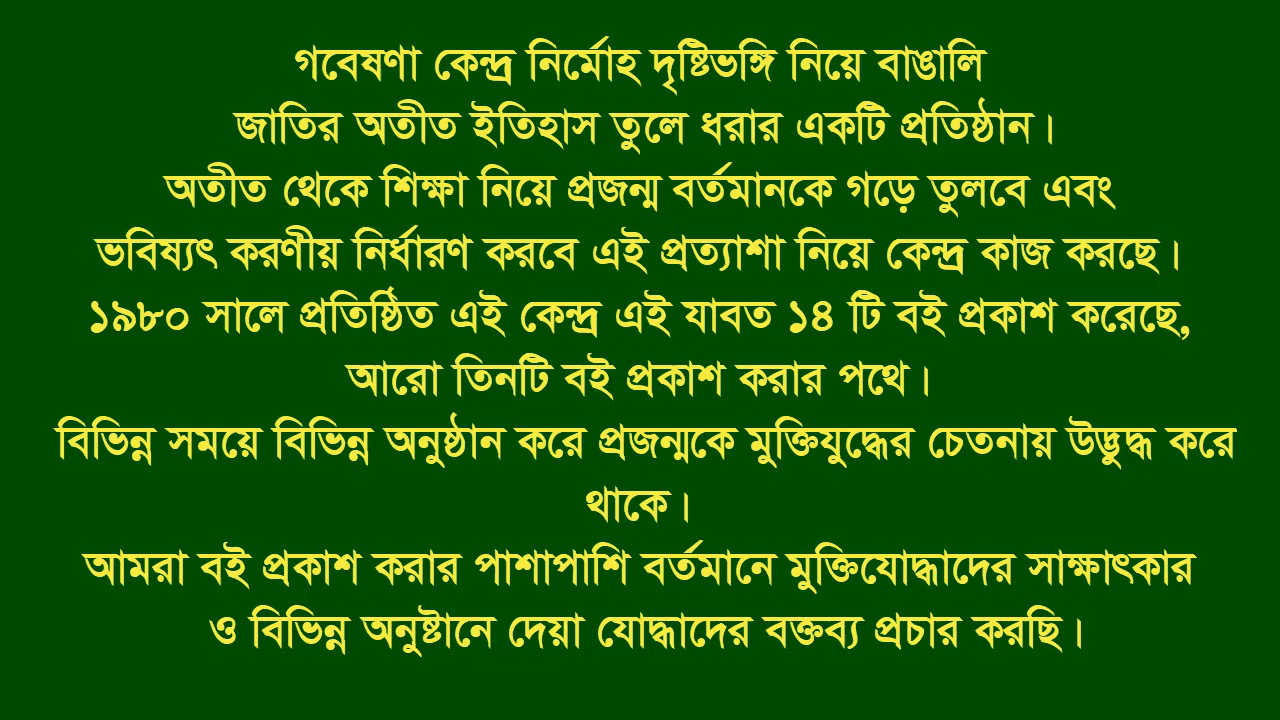 গবেষণা কেন্দ্র নির্মোহ দৃষ্টিভঙ্গি নিয়ে বাঙালি
জাতির অতীত ইতিহাস তুলে ধরার একটি প্রতিষ্ঠান।
অতীত থেকে শিক্ষা নিয়ে প্রজন্ম বর্তমানকে গড়ে তুলবে এবং
ভবিষ্যৎ করণীয় নির্ধারণ করবে এই প্রত্যাশা নিয়ে কেন্দ্র কাজ করছে।
১৯৮০ সালে প্রতিষ্ঠিত এই কেন্দ্র এই যাবত ১৪ টি বই প্রকাশ করেছে,
আরো তিনটি বই প্রকাশ করার পথে।
বিভিন্ন সময়ে বিভিন্ন অনুষ্ঠান করে প্রজন্মকে মুক্তিযুদ্ধের চেতনায় উদ্ভুদ্ধ করে
থাকে।
আমরা বই প্রকাশ করার পাশাপাশি বর্তমানে মুক্তিযোদ্ধাদের সাক্ষাৎকার
ও বিভিন্ন অনুষ্টানে দেয়া যোদ্ধাদের বক্তব্য প্রচার করছি।